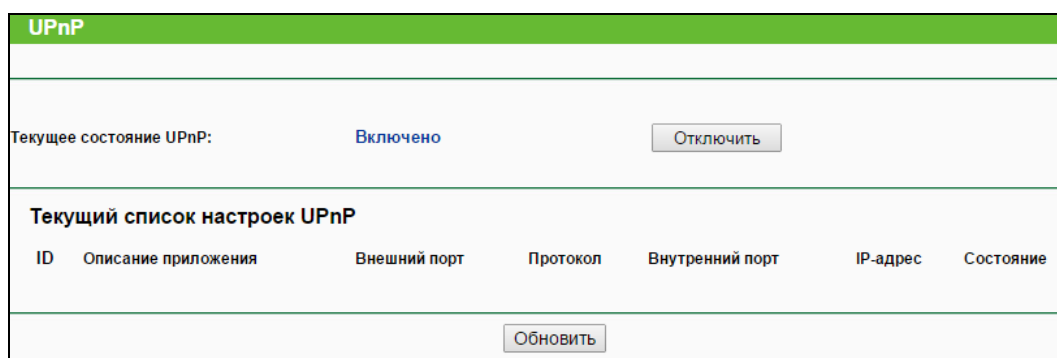 UPnP
Текущее состояние UPnP: Включено Отключить
Текущий список настроек UPnP
ID Описание приложения Внешний порт Протокол Внутренний порт IP-адрес Состояние
Обновить